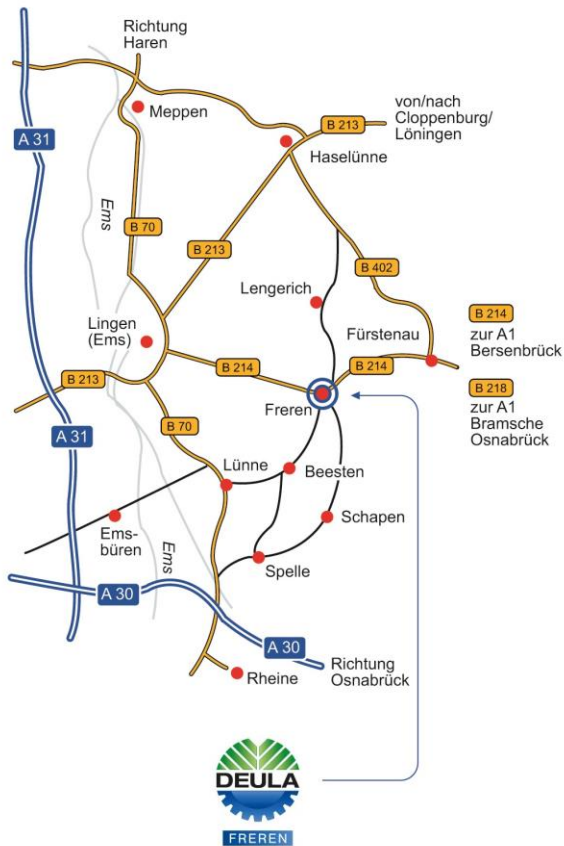 Richtung
Haren
A 31
Meppen
von/nach
Cloppenburg/
Löningen
B 213
Haselünne
Ems
B 70
B 213
B 402
Lengerich
Lingen
(Ems)
Fürstenau
B 214
zur A1
Bersenbrück
B 213
B 214
B 214
B 218
zur A1
Bramsche
Osnabrück
Freren
B 70
A 31
Lünne
Beesten
Schapen
Ems-
büren
Ems
Spelle
A 30
A 30
Richtung
Osnabrück
Rheine
DEULA
FREREN